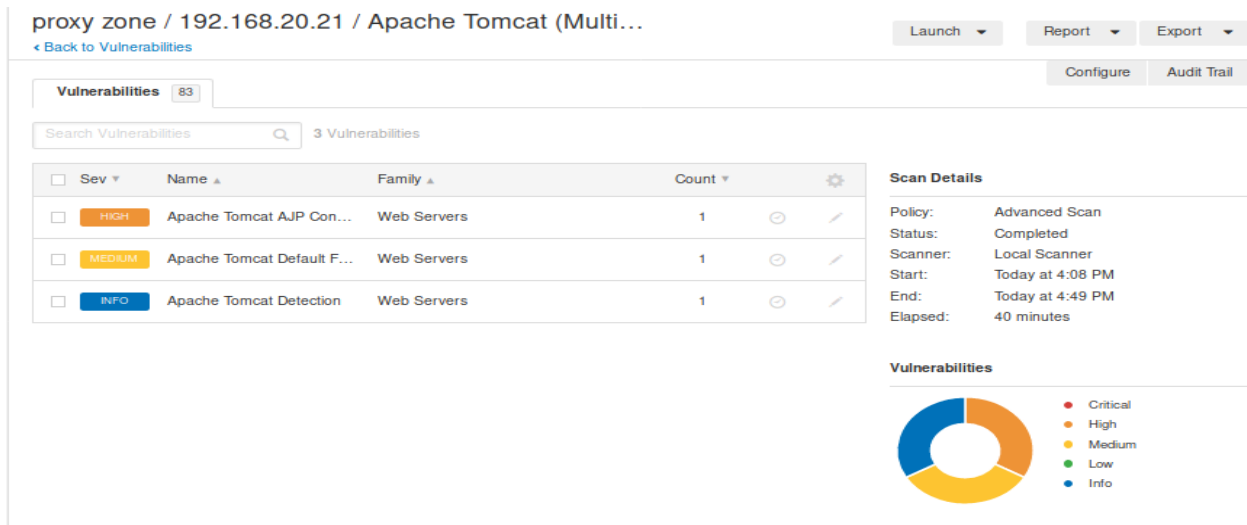 proxy zone / 192.168.20.21 / Apache Tomcat (Multi...
Back to Vulnerabilities
Launch
Report
Export
Configure
Audit Trail
Vulnerabilities 83
Search Vulnerabilities
3 Vulnerabilities
Sev Name Family Count
HIGH Apache Tomcat AJP Con... Web Servers 1
MEDIUM Apache Tomcat Default F... Web Servers 1
INFO Apache Tomcat Detection Web Servers 1
Scan Details
Policy: Advanced Scan
Status: Completed
Scanner: Local Scanner
Start: Today at 4:08 PM
End: Today at 4:49 PM
Elapsed: 40 minutes
Vulnerabilities
Critical
High
Medium
Low
Info